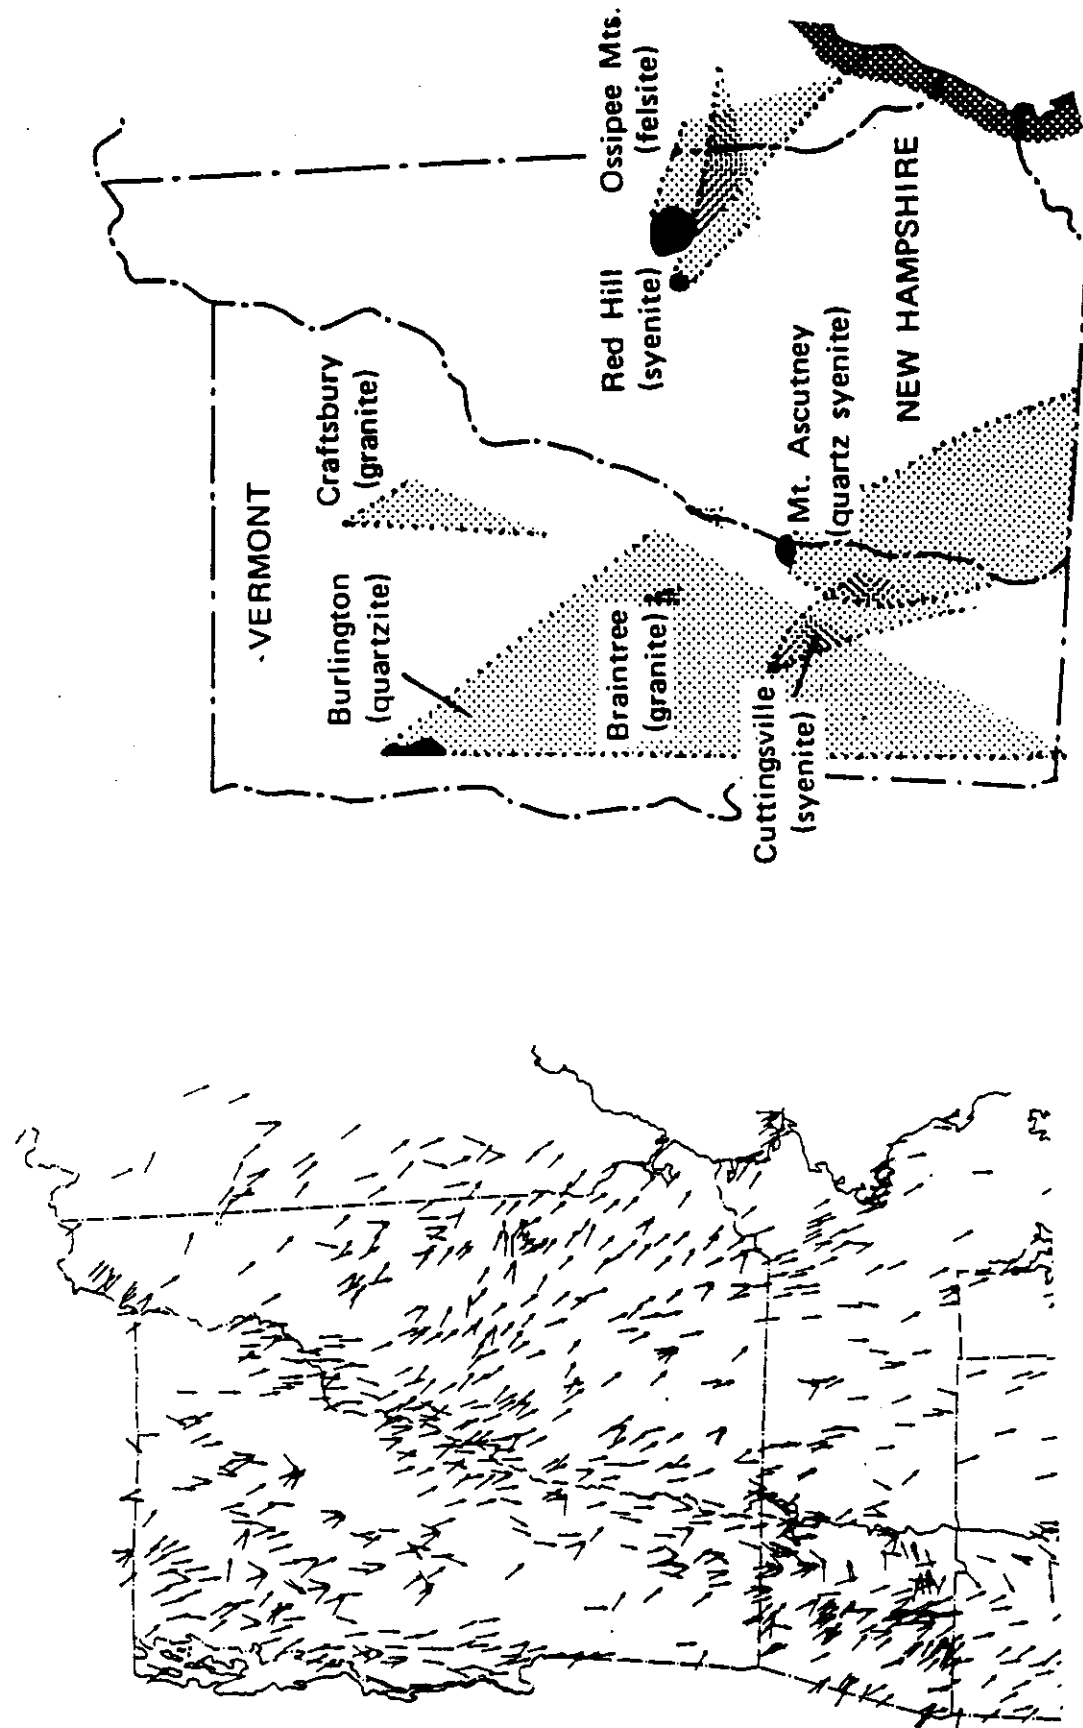 VERMONT
Craftsbury
(granite)
Burlington
(quartzite)
Braintree
(granite)
Cuttingsville
(syenite)
Mt. Ascutney
(quartz syenite)
Red Hill
(syenite)
Ossipee Mts.
(felsite)
NEW HAMPSHIRE